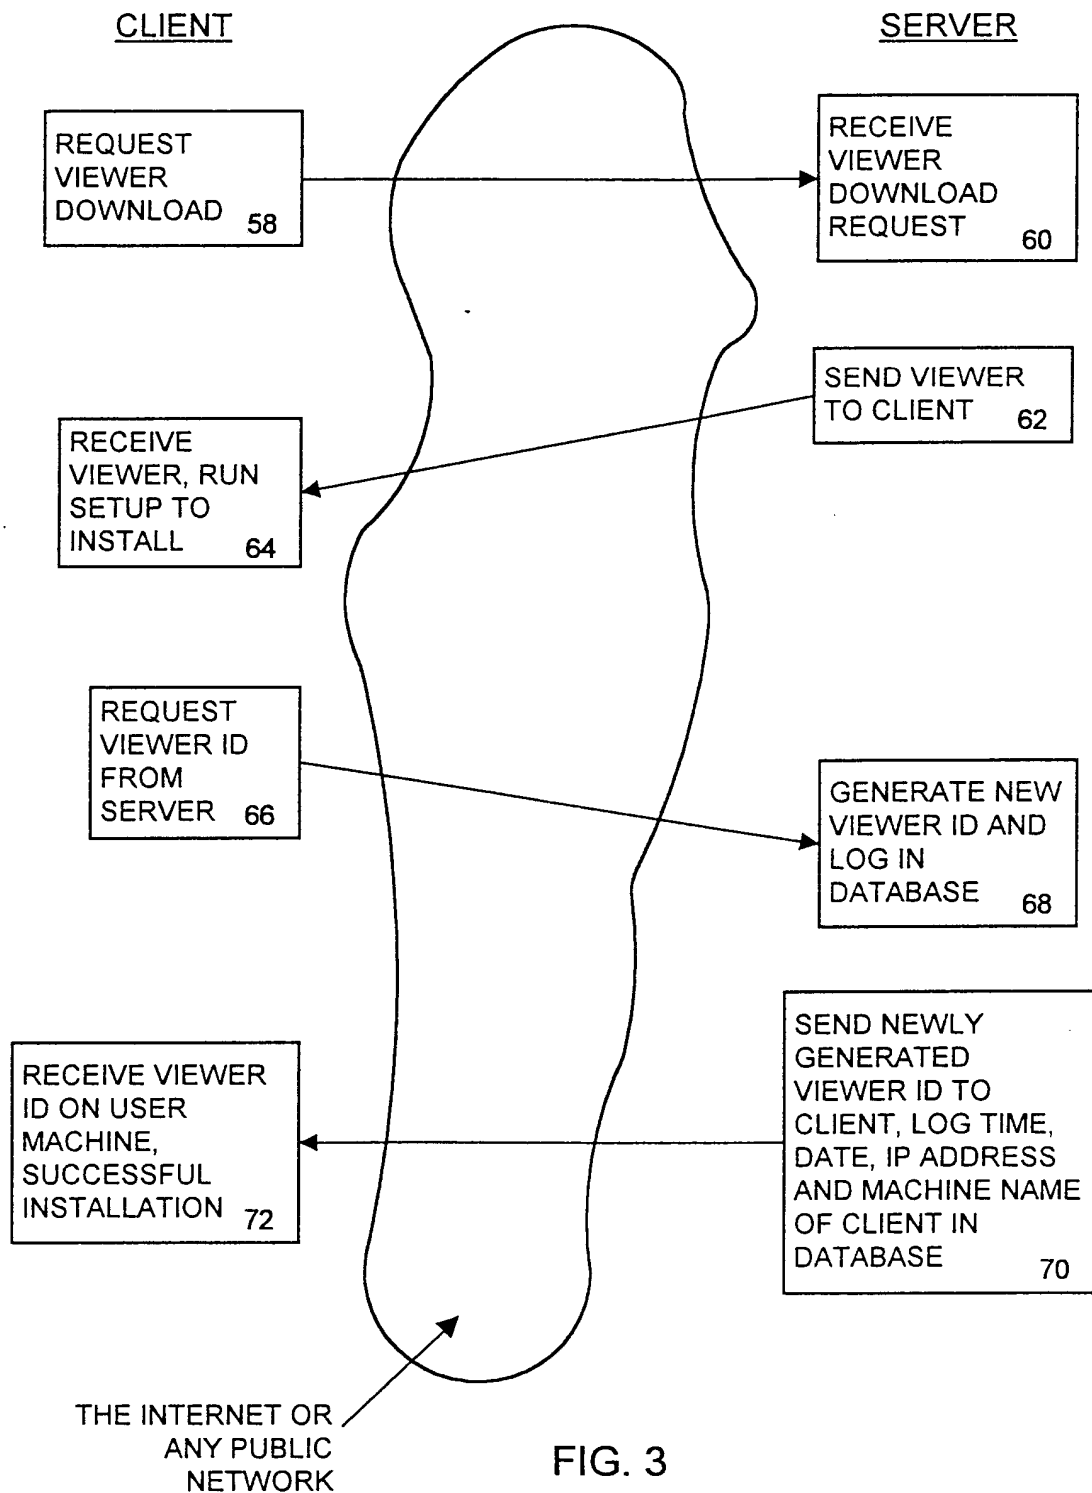 CLIENT
SERVER
REQUEST
VIEWER
DOWNLOAD
58
RECEIVE
VIEWER
DOWNLOAD
REQUEST
60
SEND VIEWER
TO CLIENT
62
RECEIVE
VIEWER, RUN
SETUP TO
INSTALL
64
REQUEST
VIEWER ID
FROM
SERVER
66
GENERATE NEW
VIEWER ID AND
LOG IN
DATABASE
68
SEND NEWLY
GENERATED
VIEWER ID TO
CLIENT, LOG TIME,
DATE, IP ADDRESS
AND MACHINE NAME
OF CLIENT IN
DATABASE
70
RECEIVE VIEWER
ID ON USER
MACHINE,
SUCCESSFUL
INSTALLATION
72
THE INTERNET OR
ANY PUBLIC
NETWORK
FIG. 3